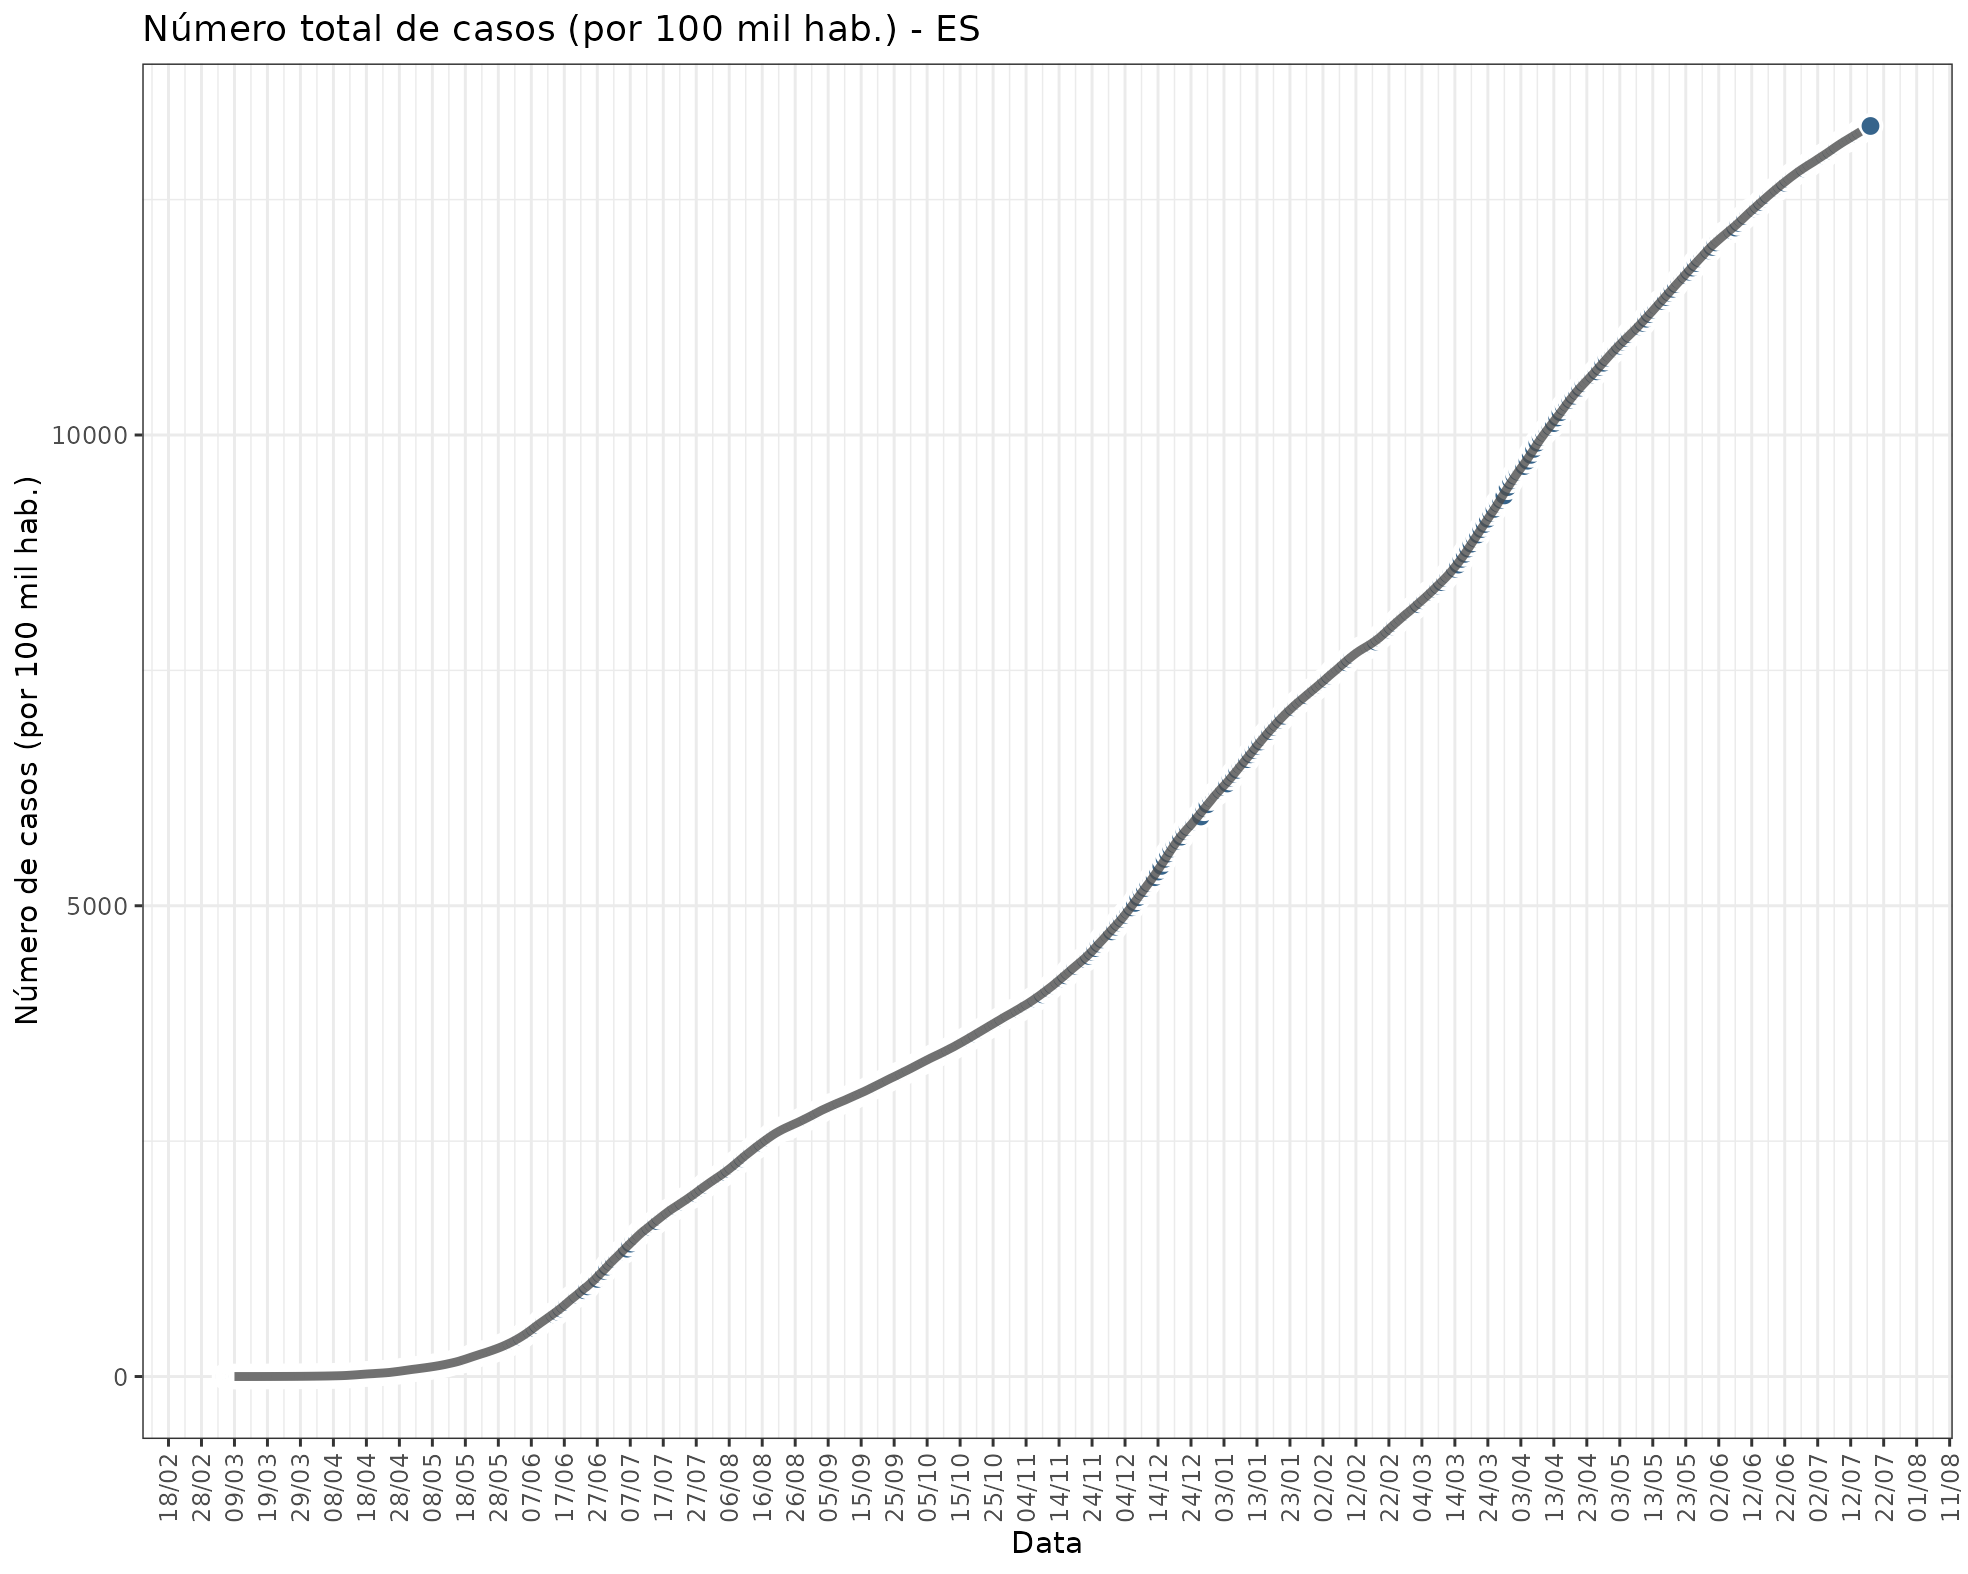 Número total de casos (por 100 mil hab.) - ES
Número de casos (por 100 mil hab.)
10000
5000
0
18/02 28/02 09/03 19/03 29/03 08/04 18/04 28/04 08/05 18/05 28/05 07/06 17/06 27/06 07/07 17/07 27/07 06/08 16/08 26/08 05/09 15/09 25/09 05/10 15/10 25/10 04/11 14/11 24/11 04/12 14/12 24/12 03/01 13/01 23/01 02/02 12/02 22/02 04/03 14/03 24/03 03/04 13/04 23/04 03/05 13/05 23/05 02/06 12/06 22/06 02/07 12/07 22/07 01/08 11/08
Data